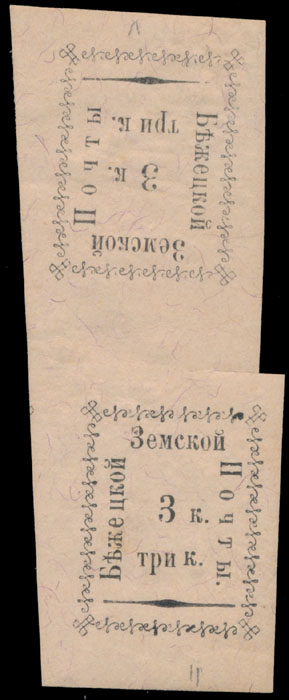 Бѣжецкой
Земской
Почты
3 к.
три к.
Бѣжецкой
Земской
Почты.
3 к.
три к.